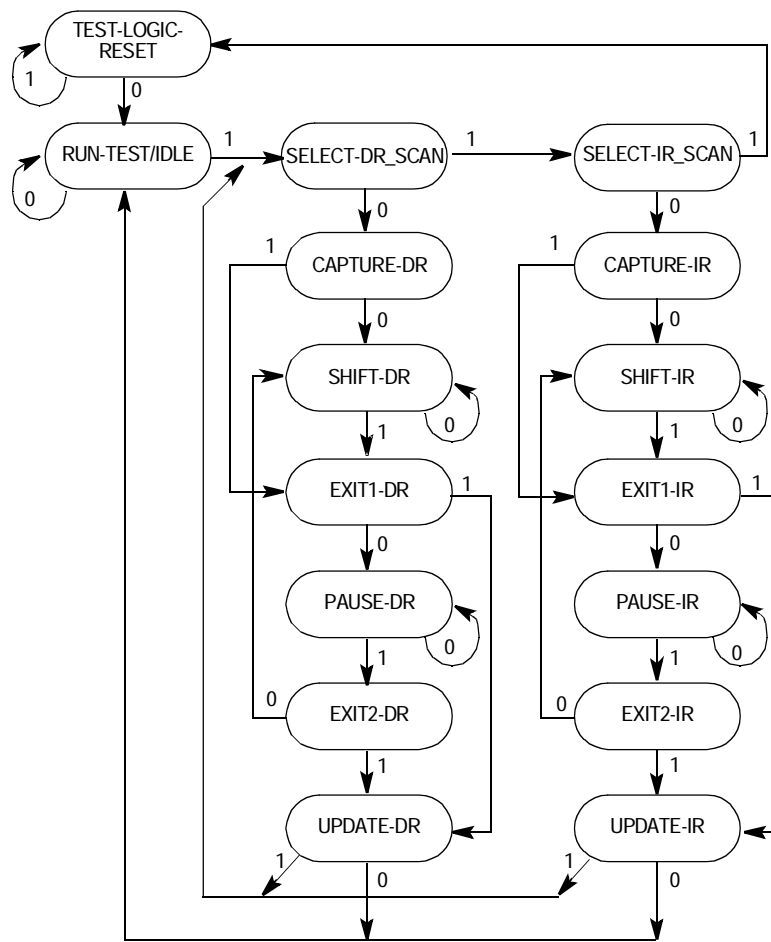 TEST-LOGIC-
RESET
1
0
RUN-TEST/IDLE
1
SELECT-DR_SCAN
1
SELECT-IR_SCAN
1
0
0
0
1
CAPTURE-DR
1
CAPTURE-IR
0
0
SHIFT-DR
0
SHIFT-IR
0
1
1
EXIT1-DR
1
EXIT1-IR
1
0
0
PAUSE-DR
0
PAUSE-IR
0
1
1
0
EXIT2-DR
0
EXIT2-IR
1
1
UPDATE-DR
UPDATE-IR
1
0
1
0